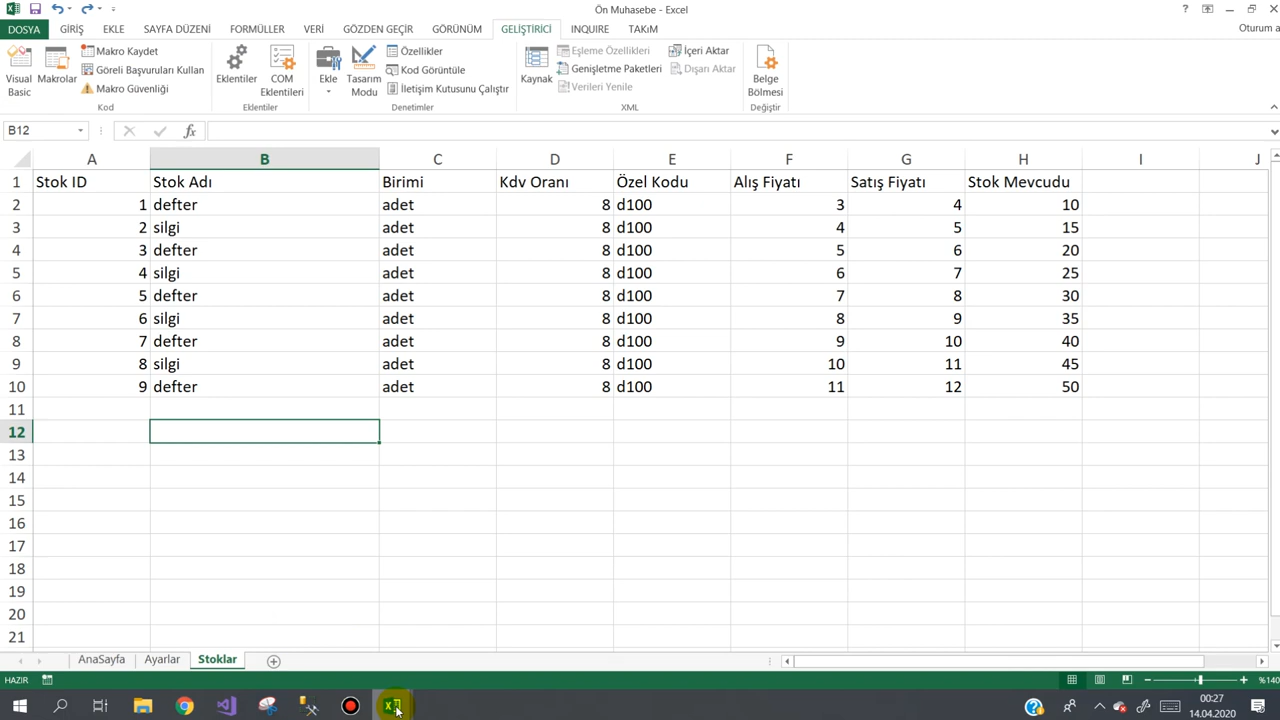 Ön Muhasebe - Excel
Oturum a
DOSYA GİRİŞ EKLE SAYFA DÜZENİ FORMÜLLER VERİ GÖZDEN GEÇİR GÖRÜNÜM GELİŞTİRİCİ INQUIRE TAKıM
Visual Basic
Makrolar
Makro Kaydet
Göreli Başvuruları Kullan
Makro Güvenliği
Kod
Eklentiler
COM Eklentileri
Eklentiler
Ekle
Tasarım Modu
Özellikler
Kod Görüntüle
İletişim Kutusunu Çalıştır
Denetimler
Kaynak
Eşleme Özellikleri
Genişletme Paketleri
Verileri Yenile
İçeri Aktar
Dışarı Aktar
XML
Belge Bölmesi
Değiştir
B12 fx
A B C D E F G H I J
1 Stok ID Stok Adı Birimi Kdv Oranı Özel Kodu Alış Fiyatı Satış Fiyatı Stok Mevcudu
2 1 defter adet 8 d100 3 4 10
3 2 silgi adet 8 d100 4 5 15
4 3 defter adet 8 d100 5 6 20
5 4 silgi adet 8 d100 6 7 25
6 5 defter adet 8 d100 7 8 30
7 6 silgi adet 8 d100 8 9 35
8 7 defter adet 8 d100 9 10 40
9 8 silgi adet 8 d100 10 11 45
10 9 defter adet 8 d100 11 12 50
11
12
13
14
15
16
17
18
19
20
21
AnaSayfa Ayarlar Stoklar
HAZIR %140
00:27
14.04.2020